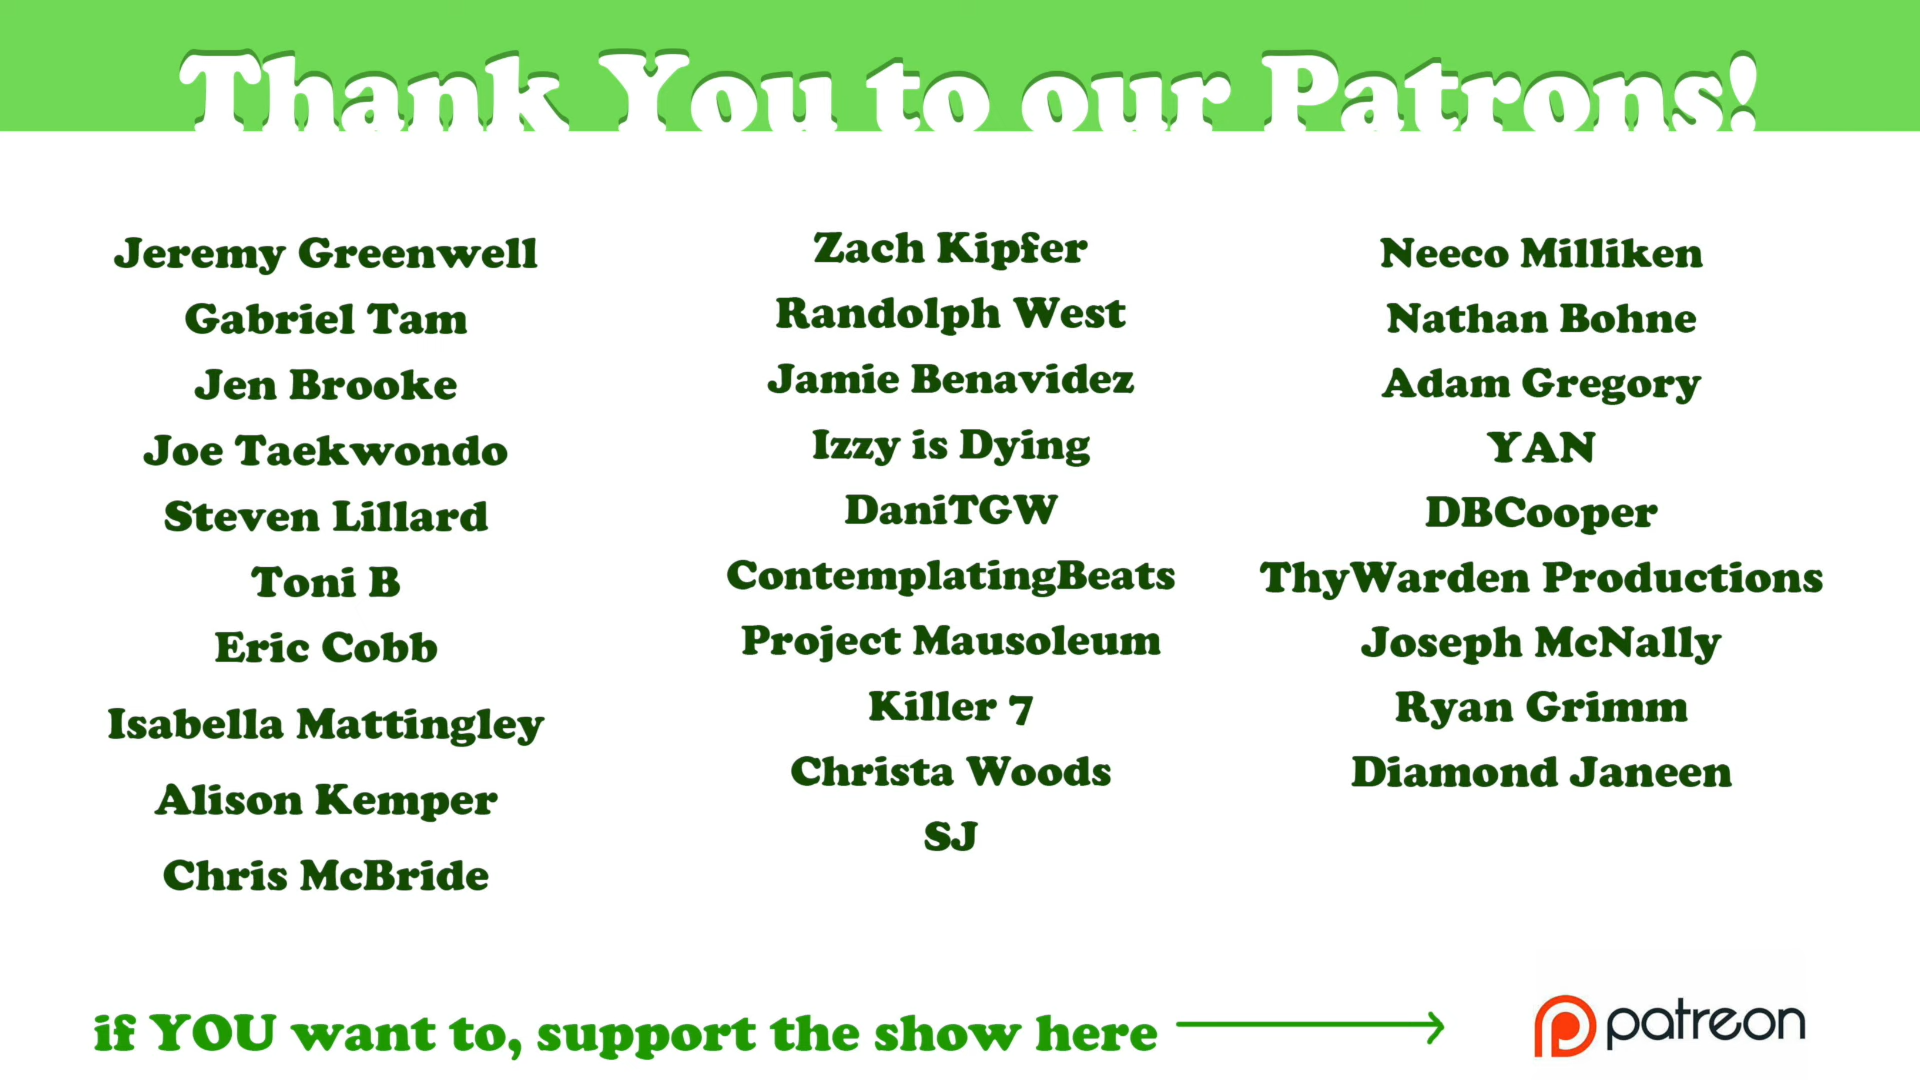 Thank You to our Patrons!
Jeremy Greenwell
Gabriel Tam
Jen Brooke
Joe Taekwondo
Steven Lillard
Toni B
Eric Cobb
Isabella Mattingley
Alison Kemper
Chris McBride
Zach Kipfer
Randolph West
Jamie Benavidez
Izzy is Dying
DaniTGW
ContemplatingBeats
Project Mausoleum
Killer 7
Christa Woods
SJ
Neeco Milliken
Nathan Bohne
Adam Gregory
YAN
DBCooper
ThyWarden Productions
Joseph McNally
Ryan Grimm
Diamond Janeen
if YOU want to, support the show here
patreon